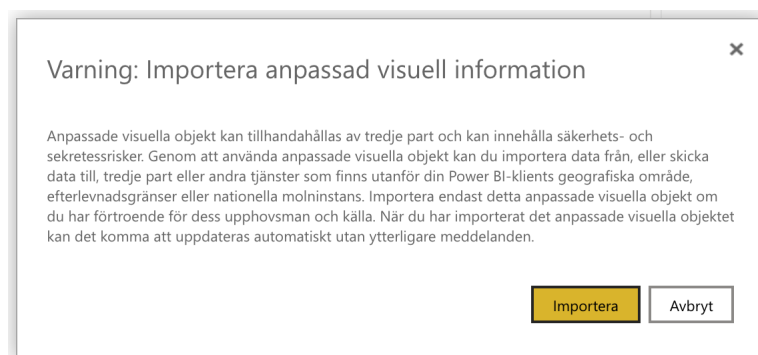 Varning: Importera anpassad visuell information
Anpassade visuella objekt kan tillhandahållas av tredje part och kan innehålla säkerhets- och
sekretessrisker. Genom att använda anpassade visuella objekt kan du importera data från, eller skicka
data till, tredje part eller andra tjänster som finns utanför din Power BI-klients geografiska område,
efterlevnadsgränser eller nationella molninstans. Importera endast detta anpassade visuella objekt om
du har förtroende för dess upphovsman och källa. När du har importerat det anpassade visuella objektet
kan det komma att uppdateras automatiskt utan ytterligare meddelanden.
Importera Avbryt